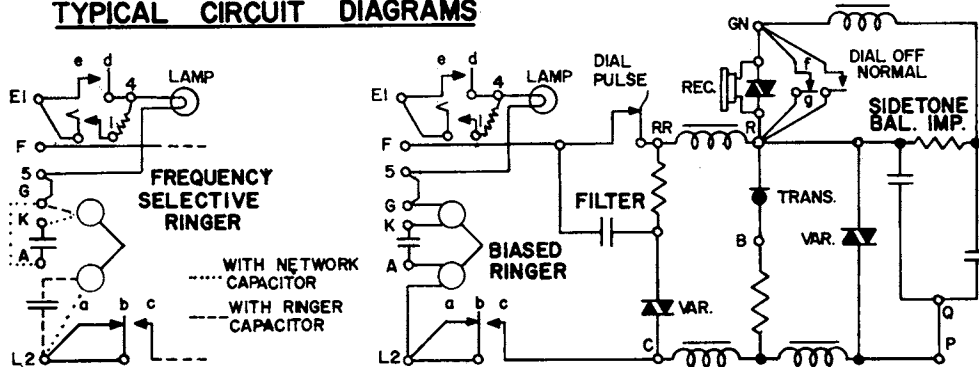 TYPICAL CIRCUIT DIAGRAMS
e d
4
LAMP
E1
1
F
5
G
K
A
FREQUENCY
SELECTIVE
RINGER
a b c
L2
WITH NETWORK
CAPACITOR
WITH RINGER
CAPACITOR
e d
4
LAMP
E1
1
F
5
G
K
A
BIASED
RINGER
a b c
L2
DIAL
PULSE
FILTER
RR
VAR.
C
GN
REC.
R
f
g
DIAL OFF
NORMAL
SIDETONE
BAL. IMP.
TRANS.
B
VAR.
Q
P